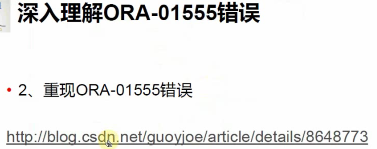 深入理解ORA-01555错误
• 2、重现ORA-01555错误
http://blog.csdn.net/guoyjoe/article/details/8648773